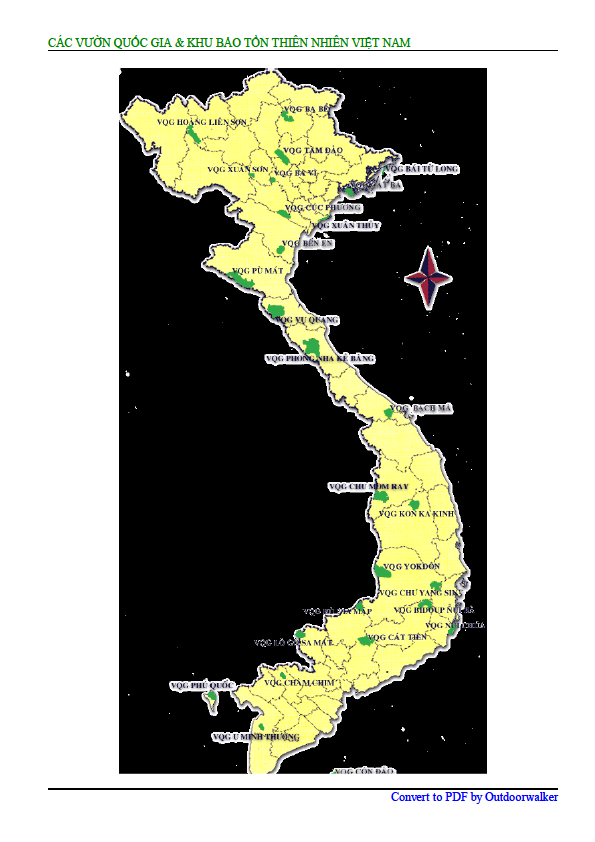 CÁC VƯỜN QUỐC GIA & KHU BẢO TỒN THIÊN NHIÊN VIỆT NAM
VQG BA BỂ
VQG HOÀNG LIÊN SƠN
VQG TAM ĐẢO
VQG XUÂN SƠN
VQG BA VÌ
VQG BÁI TỬ LONG
CÁT BÀ
VQG CÚC PHƯƠNG
VQG XUÂN THỦY
VQG BẾN EN
VQG PÙ MÁT
VQG VŨ QUANG
VQG PHONG NHA KẺ BÀNG
VQG BẠCH MÃ
VQG CHƯ MOM RAY
VQG KON KA KINH
VQG YOKĐÔN
VQG CHƯ YANG SIN
VQG BIDOUP NÚI BÀ
VQG
VQG CÁT TIÊN
VQG LÒ GÒ SA MÁT
VQG TRÀM CHIM
VQG PHÚ QUỐC
VQG U MINH THƯỢNG
VQG CÔN ĐẢO
Convert to PDF by Outdoorwalker